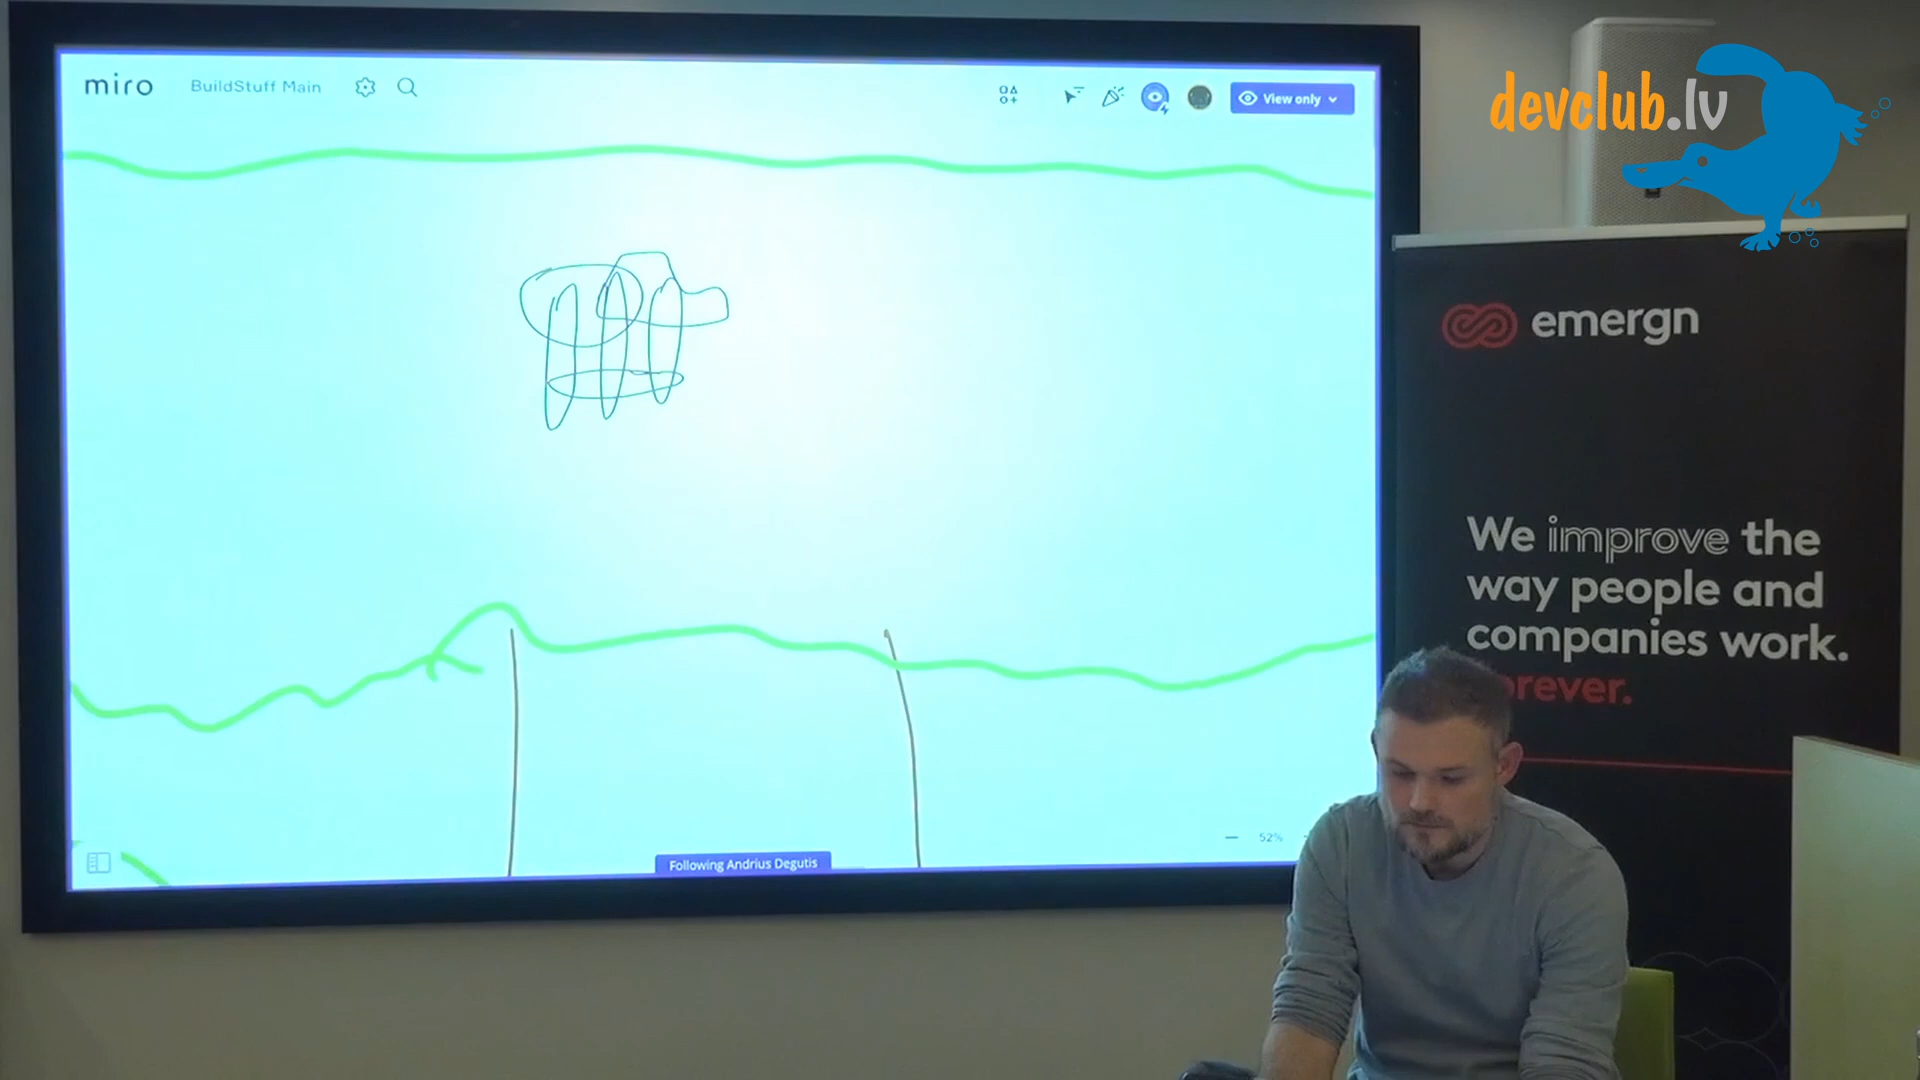 miro
BuildStuff Main
View only
devclub.lv
emergn
We improve the
way people and
companies work.
52%
Following Andrius Degutis